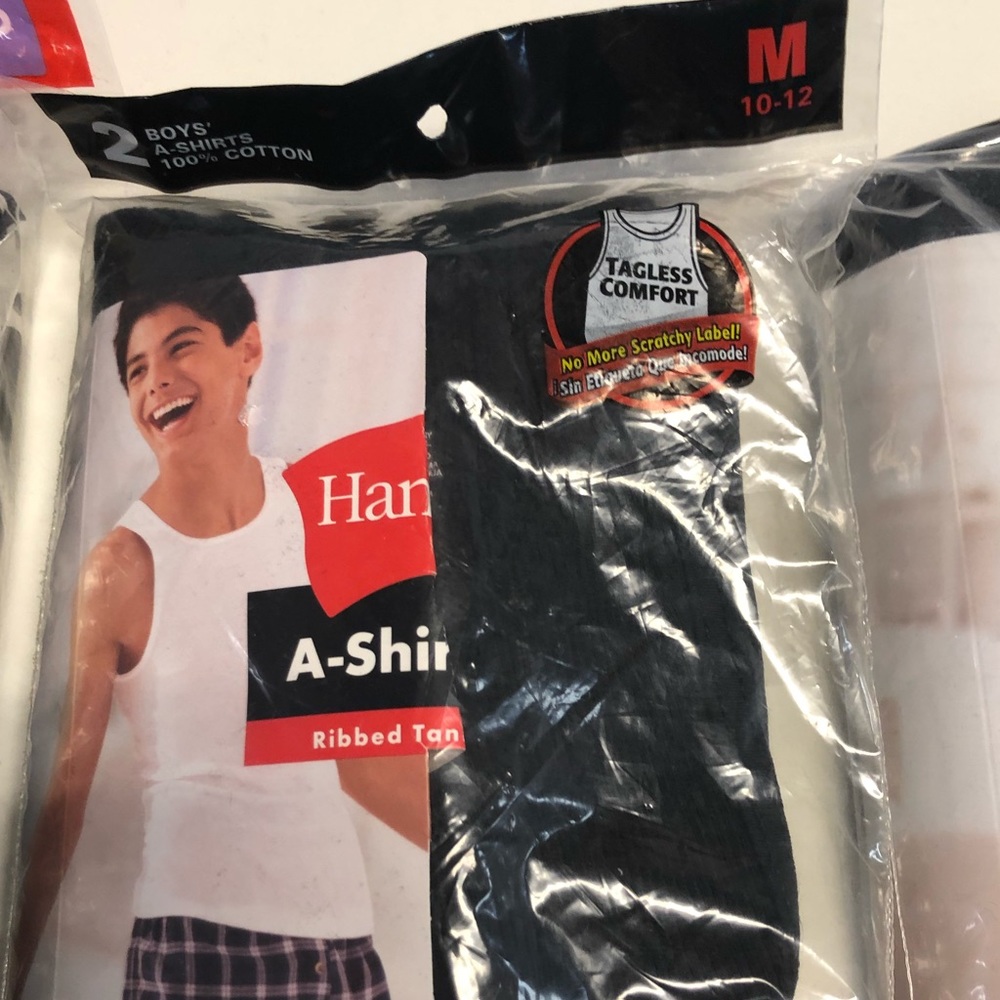 M
10-12
2 BOYS'
A-SHIRTS
100% COTTON
TAGLESS
COMFORT
No More Scratchy Label!
¡Sin Etiqueta Que Incomode!
Han
A-Shir
Ribbed Tan